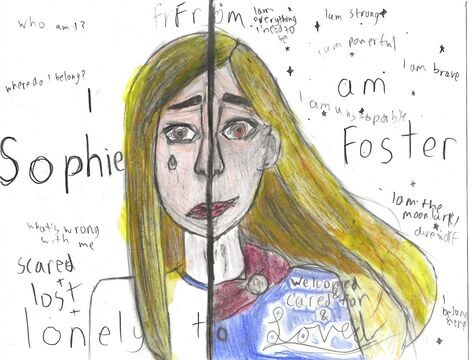 FrFrom
who am I?
where do I belong?
I
Sophie
what's wrong
with me
scared
+
lost
+
lonely to
I am
everything
I need to
be
I am strong
I am powerful
I am brave
am
I am unstoppable
Foster
I am the
moonlark/
direwolf
welcomed
cared for
&
Loved
I
belong
here